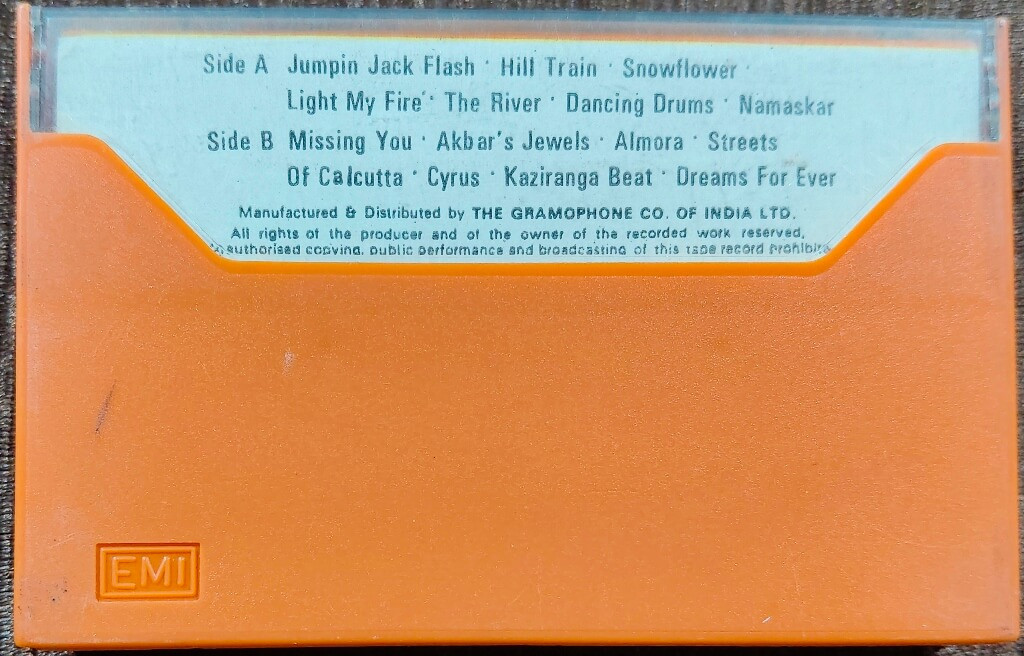 Side A Jumpin Jack Flash · Hill Train · Snowflower
Light My Fire · The River · Dancing Drums · Namaskar
Side B Missing You · Akbar's Jewels · Almora · Streets
Of Calcutta · Cyrus · Kaziranga Beat · Dreams For Ever
Manufactured & Distributed by THE GRAMOPHONE CO. OF INDIA LTD.
All rights of the producer and of the owner of the recorded work reserved,
copying, public performance and broadcasting of this tape record
EMI